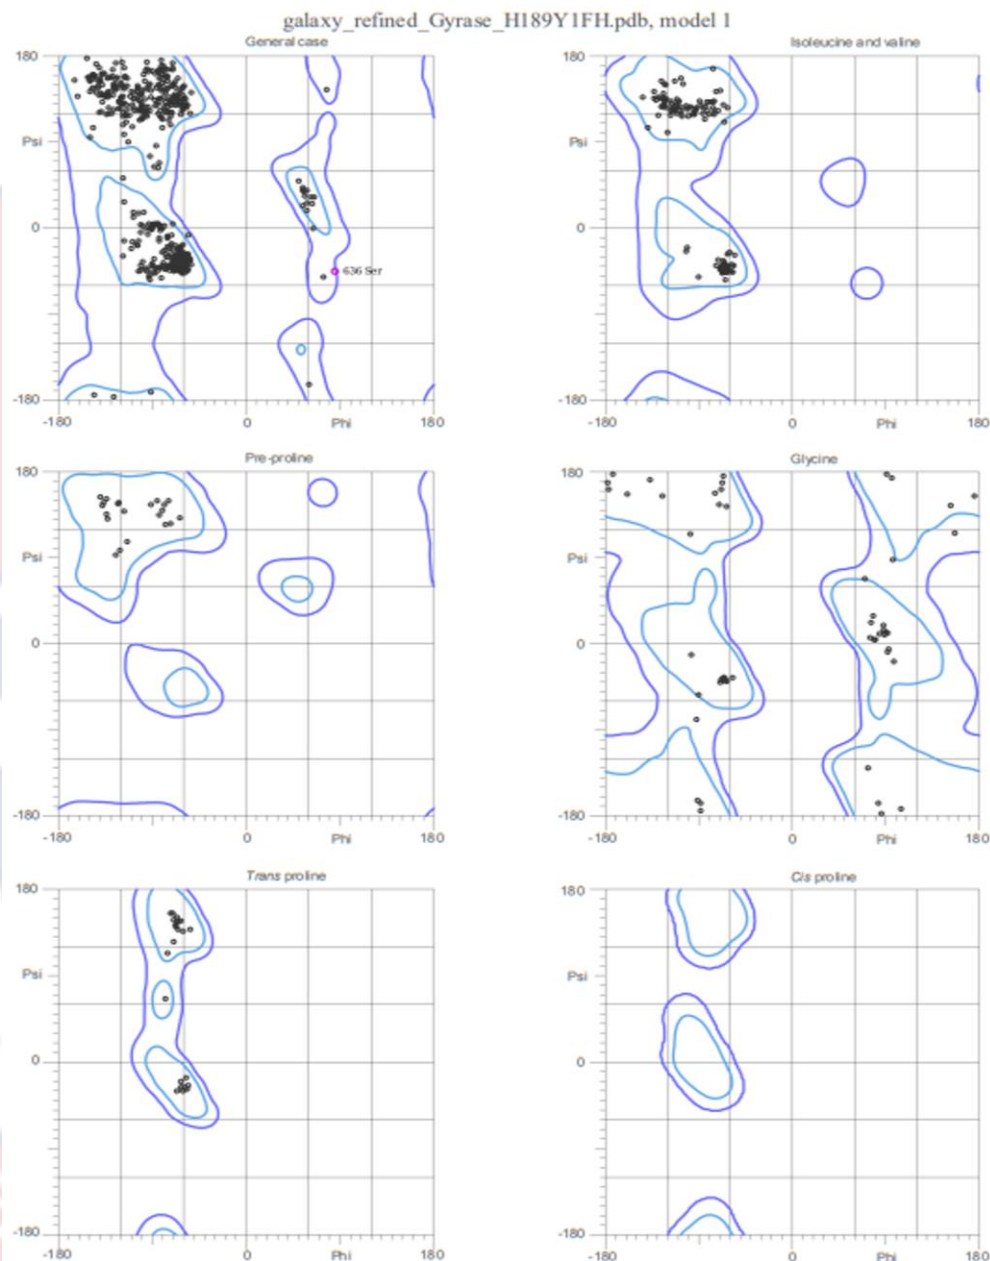 galaxy_refined_Gyrase_H189Y1FH.pdb, model 1
General case
Isoleucine and valine
180
Psi
0
-180
-180
0
Phi
180
636 Ser
180
Psi
0
-180
-180
0
Phi
180
Pre-proline
Glycine
180
Psi
0
-180
-180
0
Phi
180
180
Psi
0
-180
-180
0
Phi
180
Trans proline
Cis proline
180
Psi
0
-180
-180
0
Phi
180
180
Psi
0
-180
-180
0
Phi
180